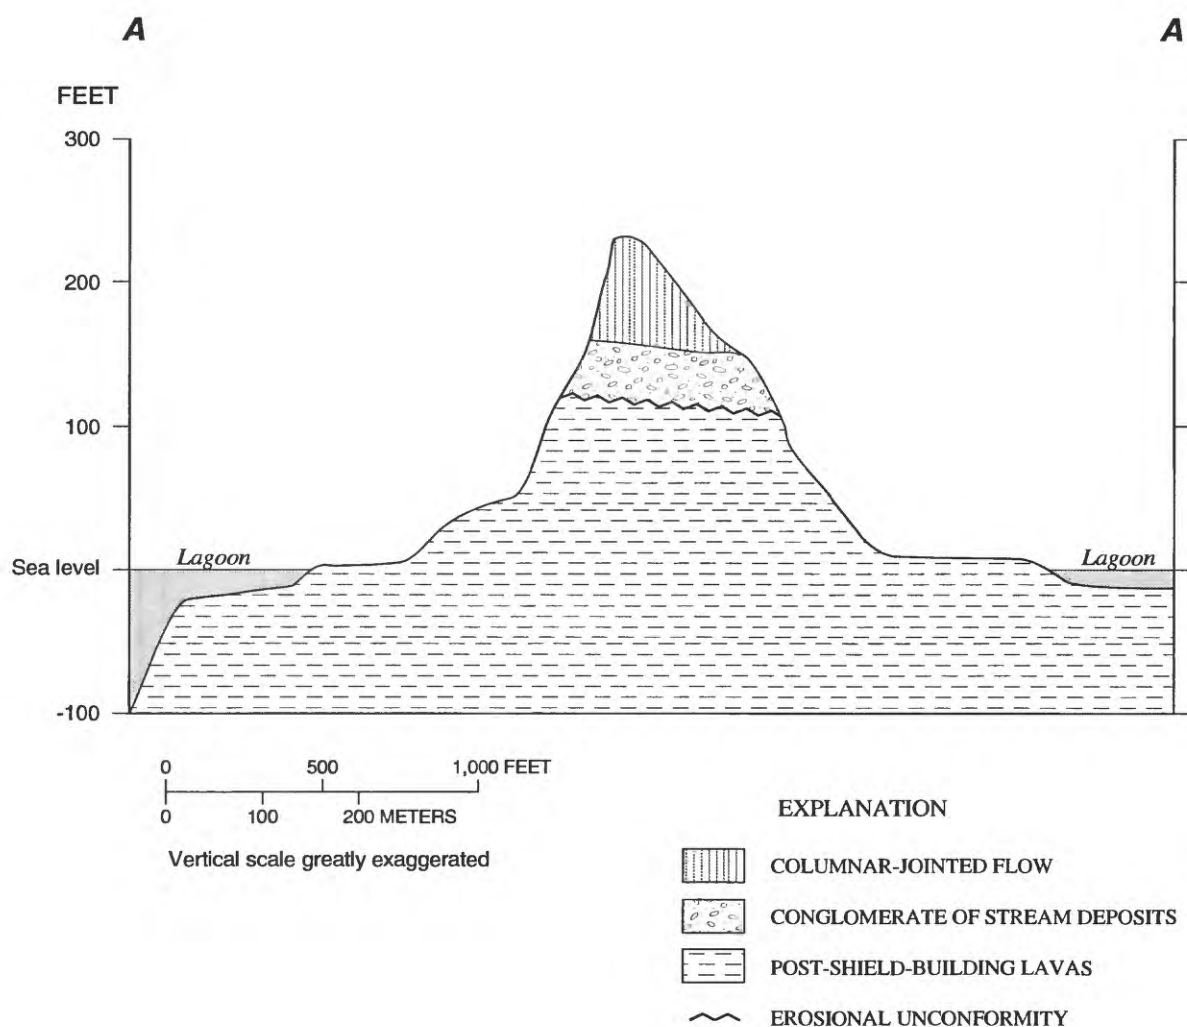 A A
FEET
300
200
100
Lagoon Lagoon
Sea level
-100
0 500 1,000 FEET
0 100 200 METERS
Vertical scale greatly exaggerated
EXPLANATION
COLUMNAR-JOINTED FLOW
CONGLOMERATE OF STREAM DEPOSITS
POST-SHIELD-BUILDING LAVAS
EROSIONAL UNCONFORMITY